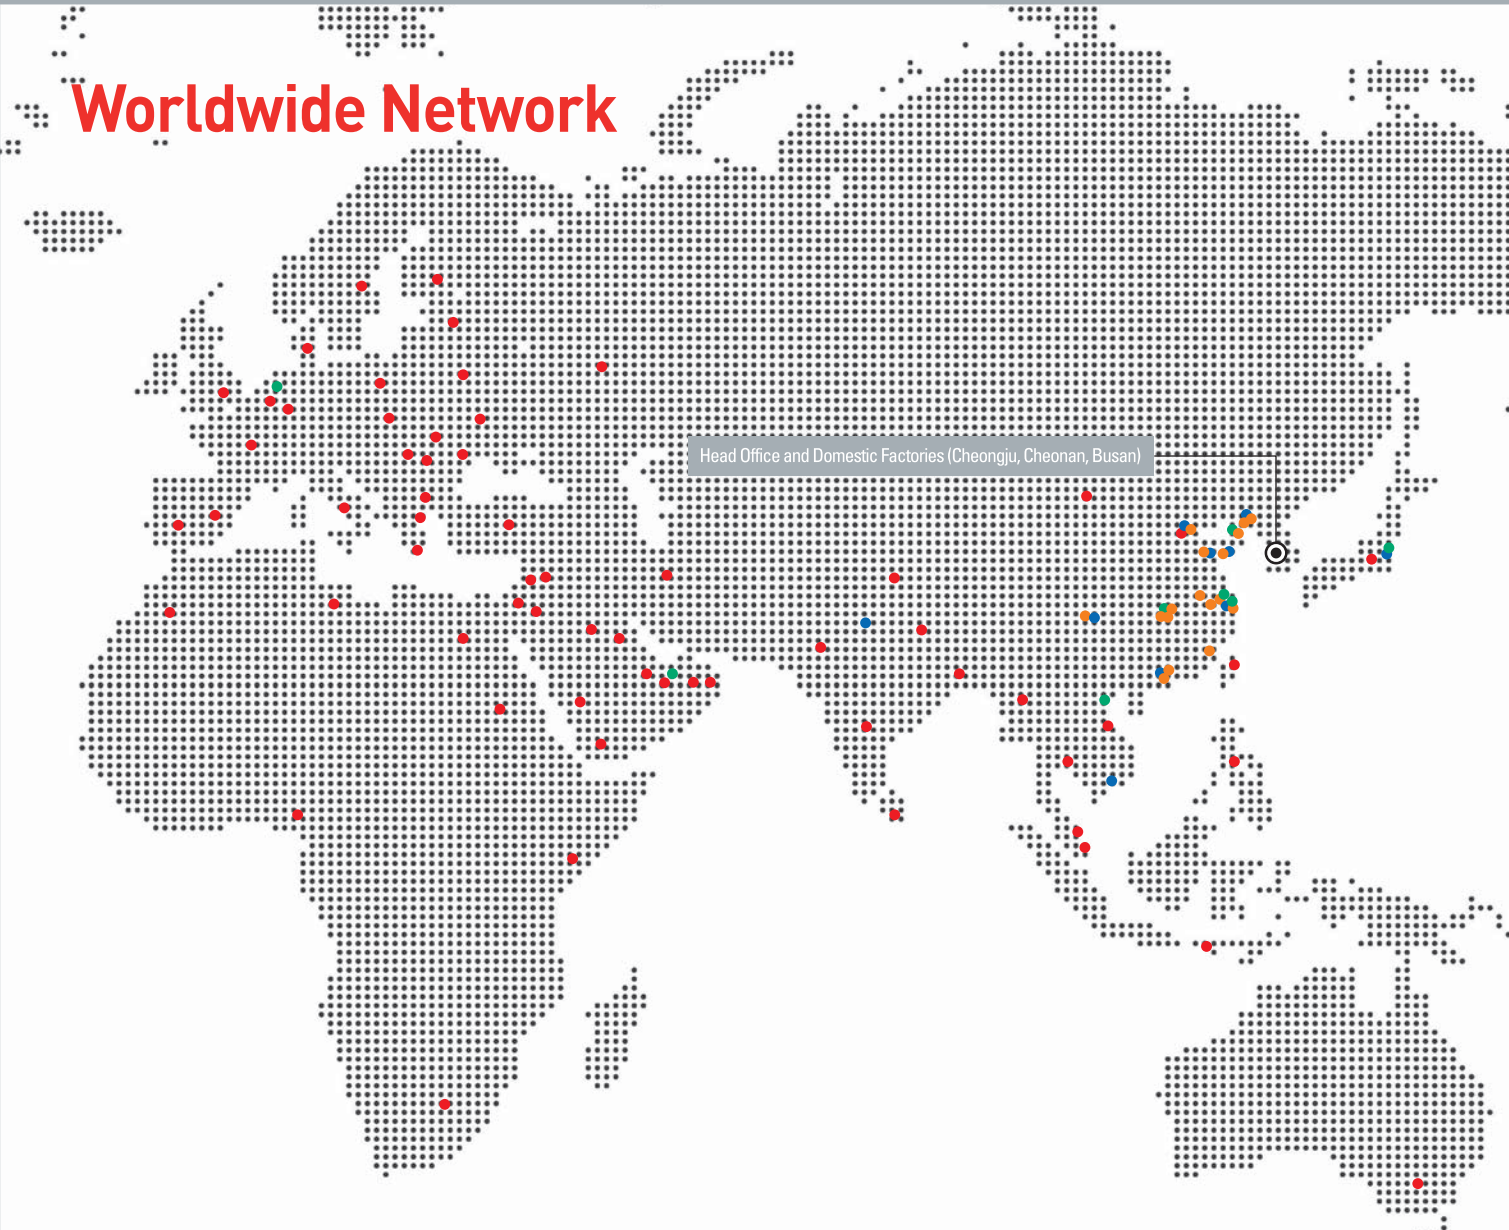 Worldwide Network
Head Office and Domestic Factories (Cheongju, Cheonan, Busan)